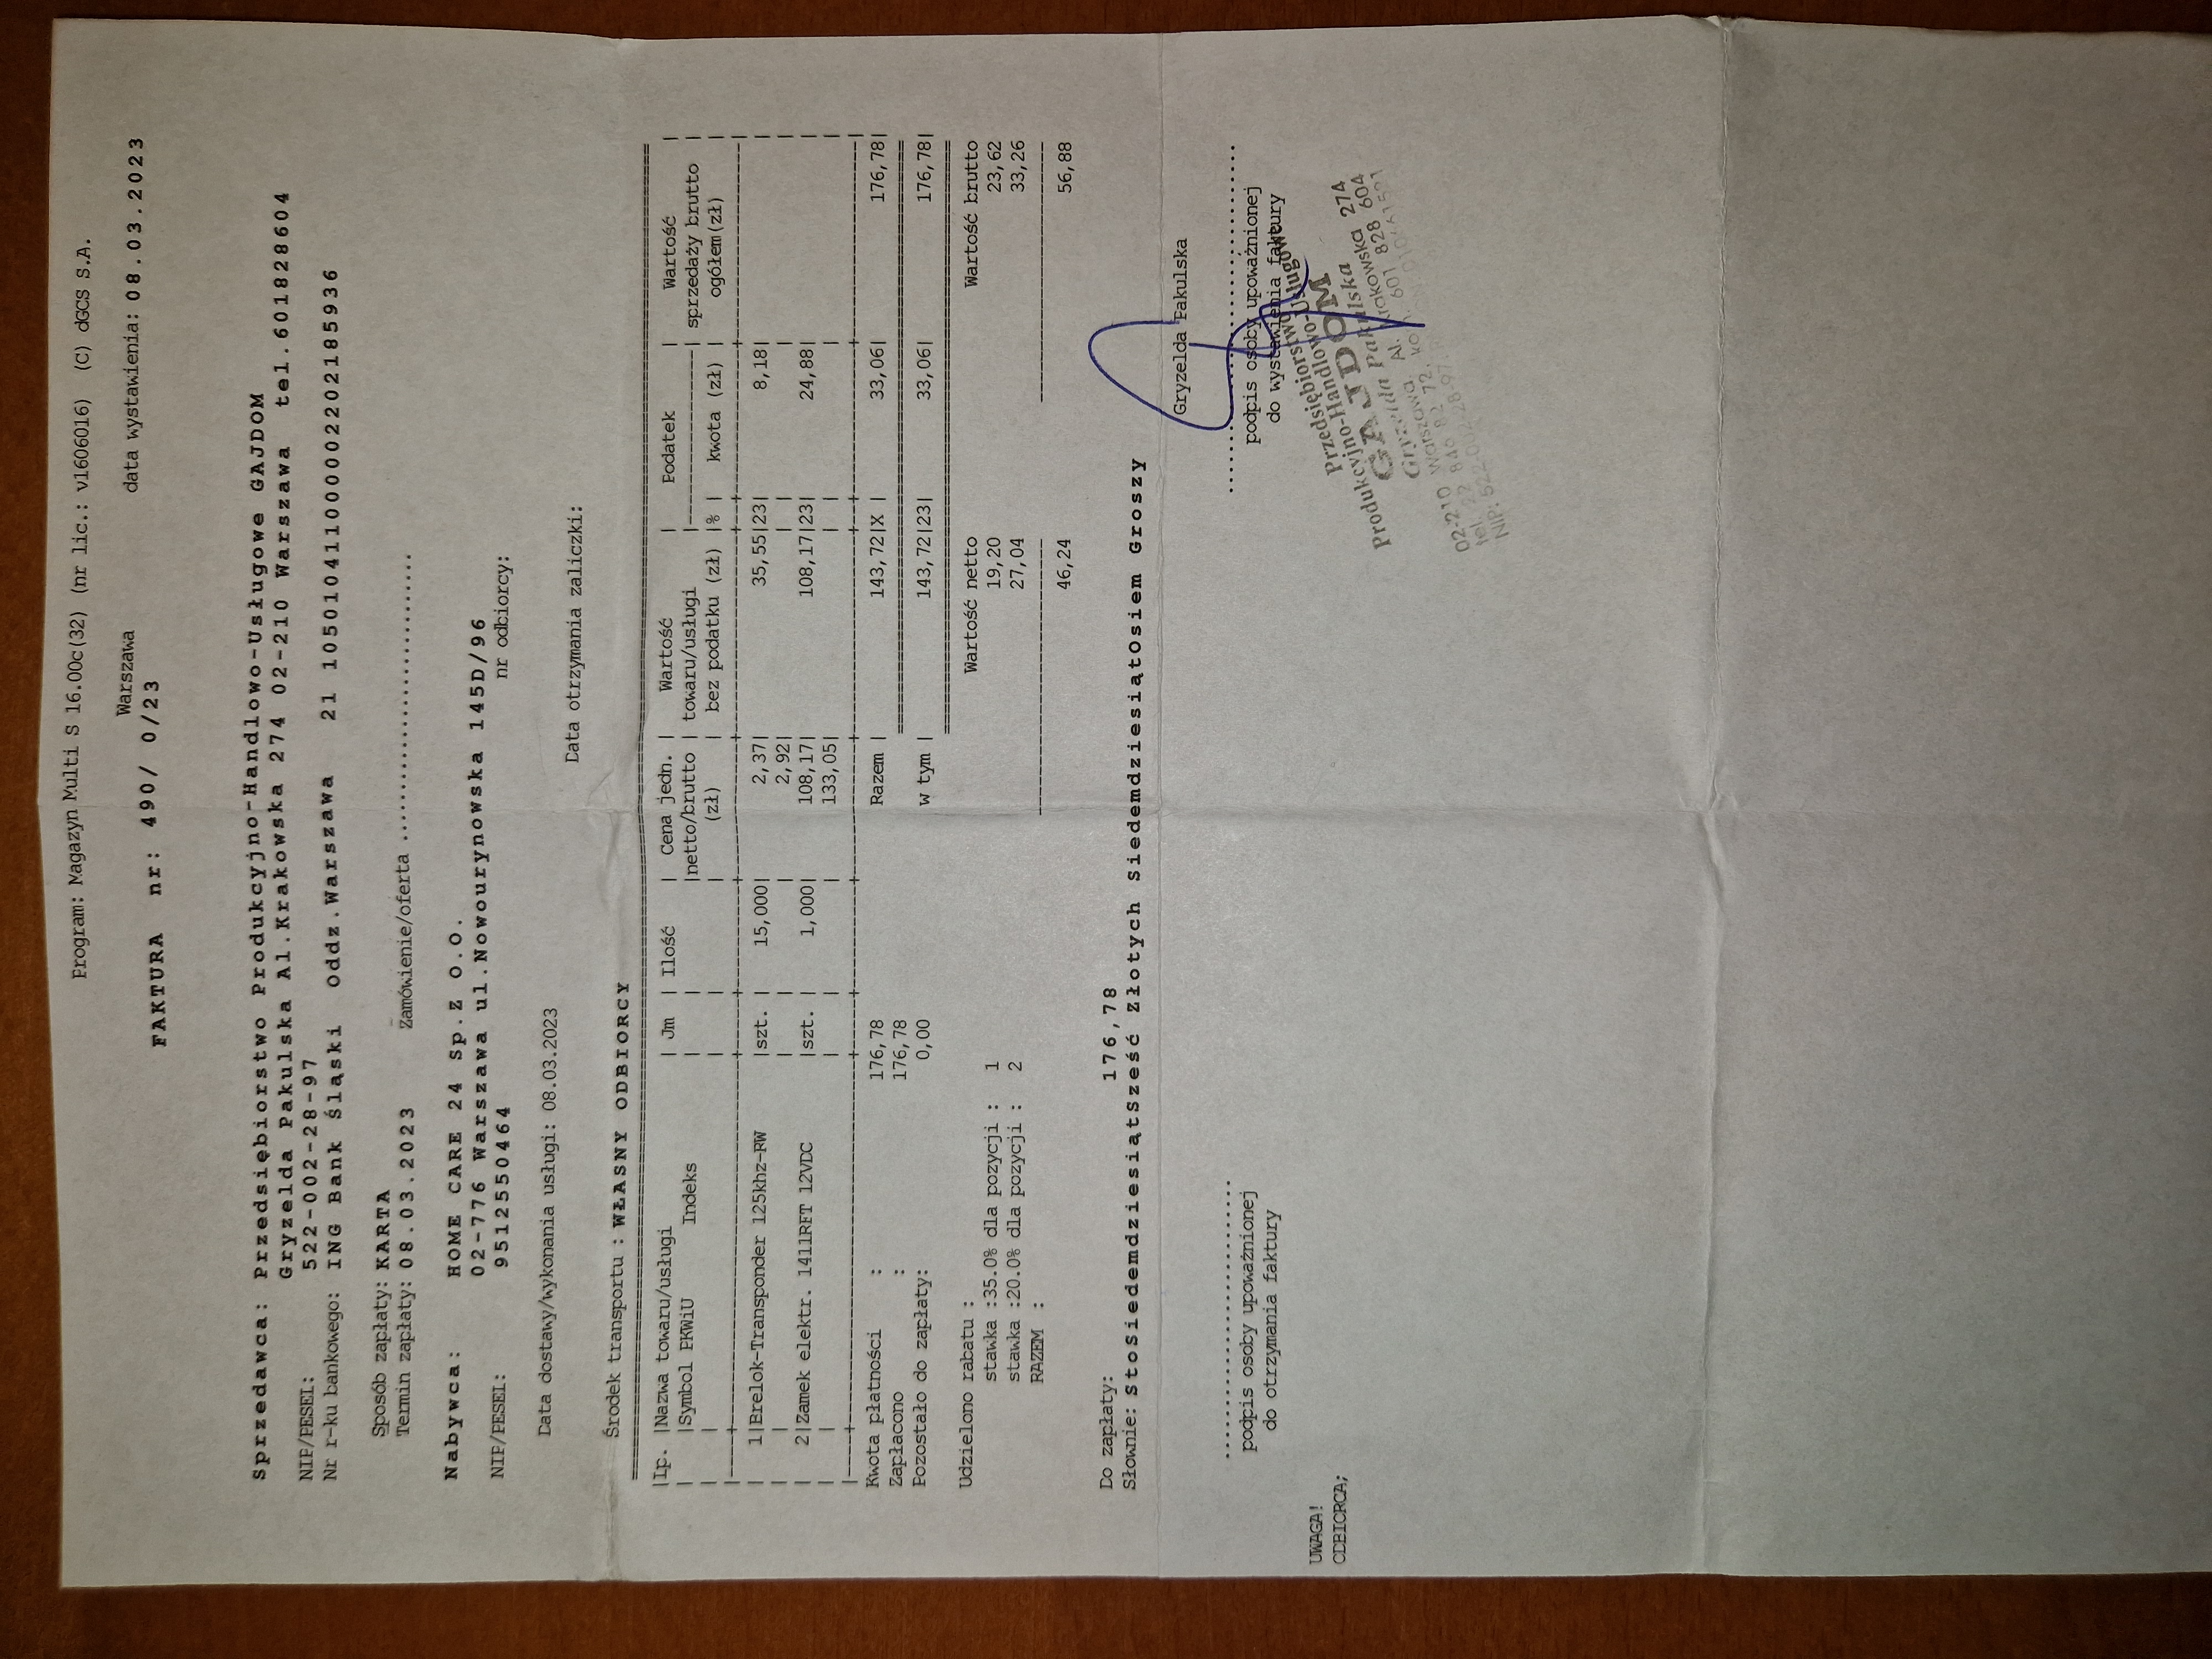 Program: Magazyn Multi S 16.00c(32) (nr lic.: v1606016) (C) dGCS S.A.
Warszawa data wystawienia: 08.03.2023
FAKTURA nr: 490/ 0/23
Sprzedawca: Przedsiębiorstwo Produkcyjno-Handlowo-Usługowe GAJDOM
Gryzelda Pakulska Al.Krakowska 274 02-210 Warszawa tel.601828604
NIP/PESEL: 522-002-28-97
Nr r-ku bankowego: ING Bank Śląski Oddz.Warszawa 21 105010411000002202185936
Sposób zapłaty: KARTA
Termin zapłaty: 08.03.2023 Zamówienie/oferta ...........................
Nabywca: HOME CARE 24 Sp.Z O.O.
02-776 Warszawa ul.Nowourynowska 145D/96
NIP/PESEL: 9512550464 nr odbiorcy:
Data dostawy/wykonania usługi: 08.03.2023
Data otrzymania zaliczki:
Środek transportu : WŁASNY ODBIORCY
|Lp. |Nazwa towaru/usługi | Jm | Ilość | Cena jedn. | Wartość | Podatek | Wartość |
| |Symbol PKWiU Indeks | | |netto/brutto | towaru/usługi |-----------------| sprzedaży brutto |
| | | | | (zł) | bez podatku (zł) |% | kwota (zł) | ogółem(zł) |
| 1|Brelok-Transponder 125khz-RW |szt. | 15,000| 2,37| 35,55|23| 8,18| |
| | | | | 2,92| | | | |
| 2|Zamek elektr. 1411RFT 12VDC |szt. | 1,000| 108,17| 108,17|23| 24,88| |
| | | | | 133,05| | | | |
Kwota płatności : 176,78 Razem | 143,72|X | 33,06| 176,78|
Zapłacono : 176,78
Pozostało do zapłaty: 0,00 w tym | 143,72|23| 33,06| 176,78|
Udzielono rabatu : Wartość netto Wartość brutto
stawka :35.0% dla pozycji : 1 19,20 23,62
stawka :20.0% dla pozycji : 2 27,04 33,26
RAZEM :
46,24 56,88
Do zapłaty: 176,78
Słownie: StoSiedemdziesiątSześć Złotych SiedemdziesiątOsiem Groszy
Gryzelda Pakulska
podpis osoby upoważnionej podpis osoby upoważnionej
do otrzymania faktury do wystawienia faktury
UWAGA!
ODBIORCA;
Przedsiębiorstwo
Produkcyjno-Handlowo-Usługowe
GAJDOM
Gryzelda Pakulska
02-210 Warszawa, Al. Krakowska 274
tel. 22 846 82 72, kom. 601 828 604
NIP: 522-002-28-97,